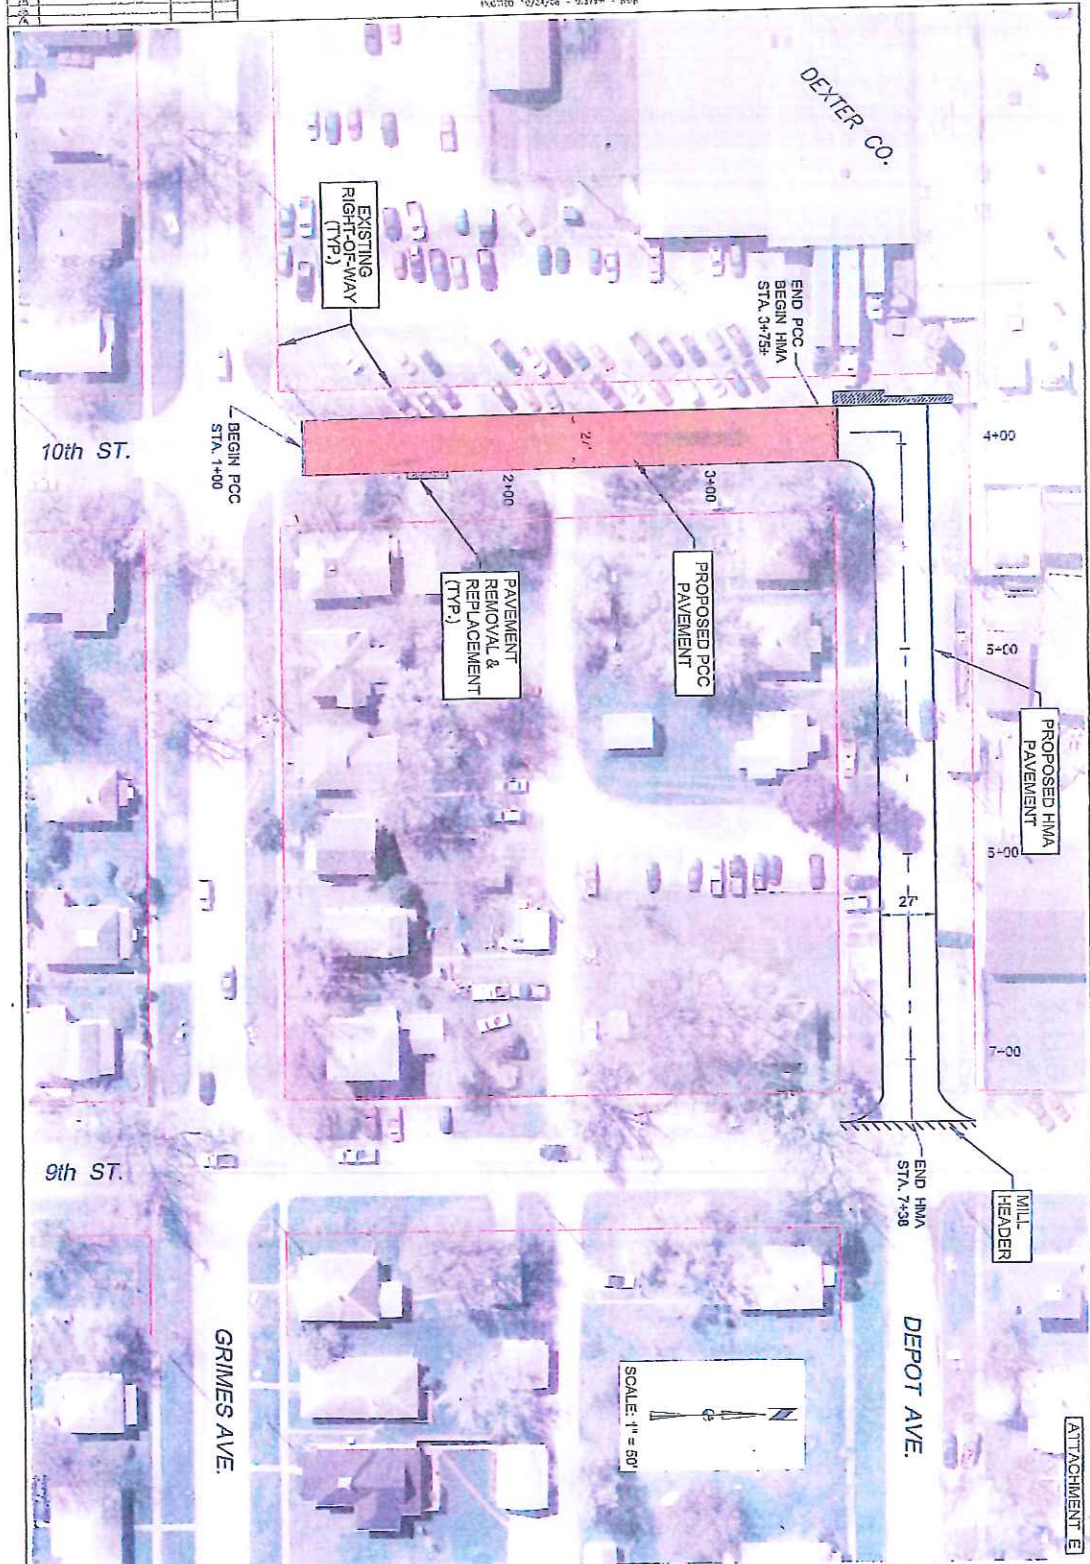 ATTACHMENT E
DEXTER CO.
EXISTING
RIGHT-OF-WAY
(TYP.)
END PCC
BEGIN HMA
STA. 3+75±
4+00
10th ST.
BEGIN PCC
STA. 1+00
27'
2+00
3+00
PROPOSED PCC
PAVEMENT
PAVEMENT
REMOVAL &
REPLACEMENT
(TYP.)
5+00
PROPOSED HMA
PAVEMENT
27'
7+00
END HMA
STA. 7+38
MILL
HEADER
9th ST.
GRIMES AVE.
DEPOT AVE.
N
SCALE: 1" = 50'